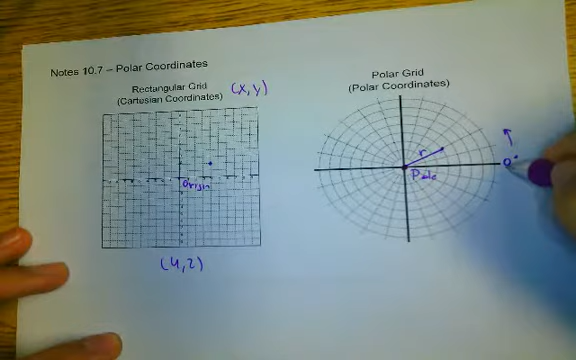 Notes 10.7 – Polar Coordinates
Rectangular Grid
(Cartesian Coordinates)
(x,y)
Origin
(4,2)
Polar Grid
(Polar Coordinates)
r
Pole
0°